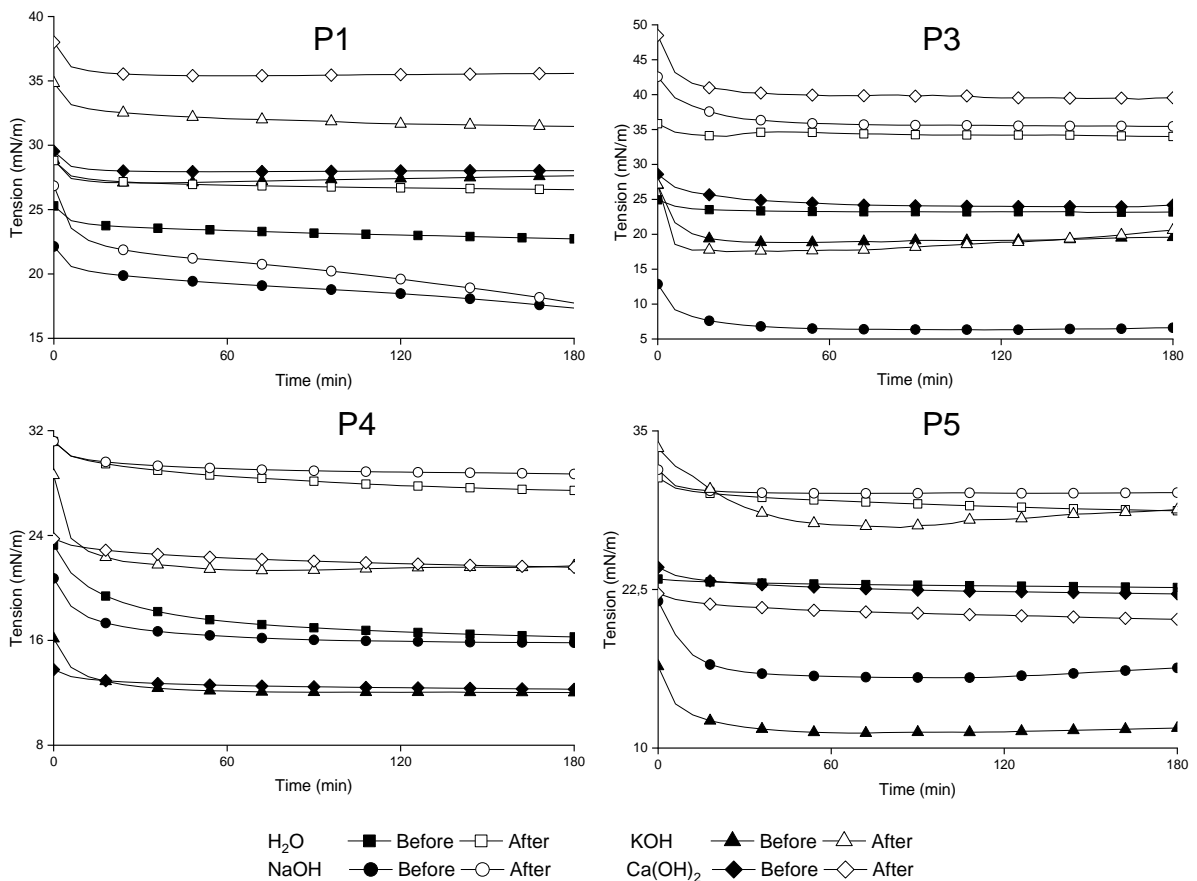 P1
40
35
30
25
20
15
Tension (mN/m)
0 60 120 180
Time (min)
P3
50
45
40
35
30
25
20
15
10
5
Tension (mN/m)
0 60 120 180
Time (min)
P4
32
24
16
8
Tension (mN/m)
0 60 120 180
Time (min)
P5
35
22,5
10
Tension (mN/m)
0 60 120 180
Time (min)
H₂O Before After KOH Before After
NaOH Before After Ca(OH)₂ Before After